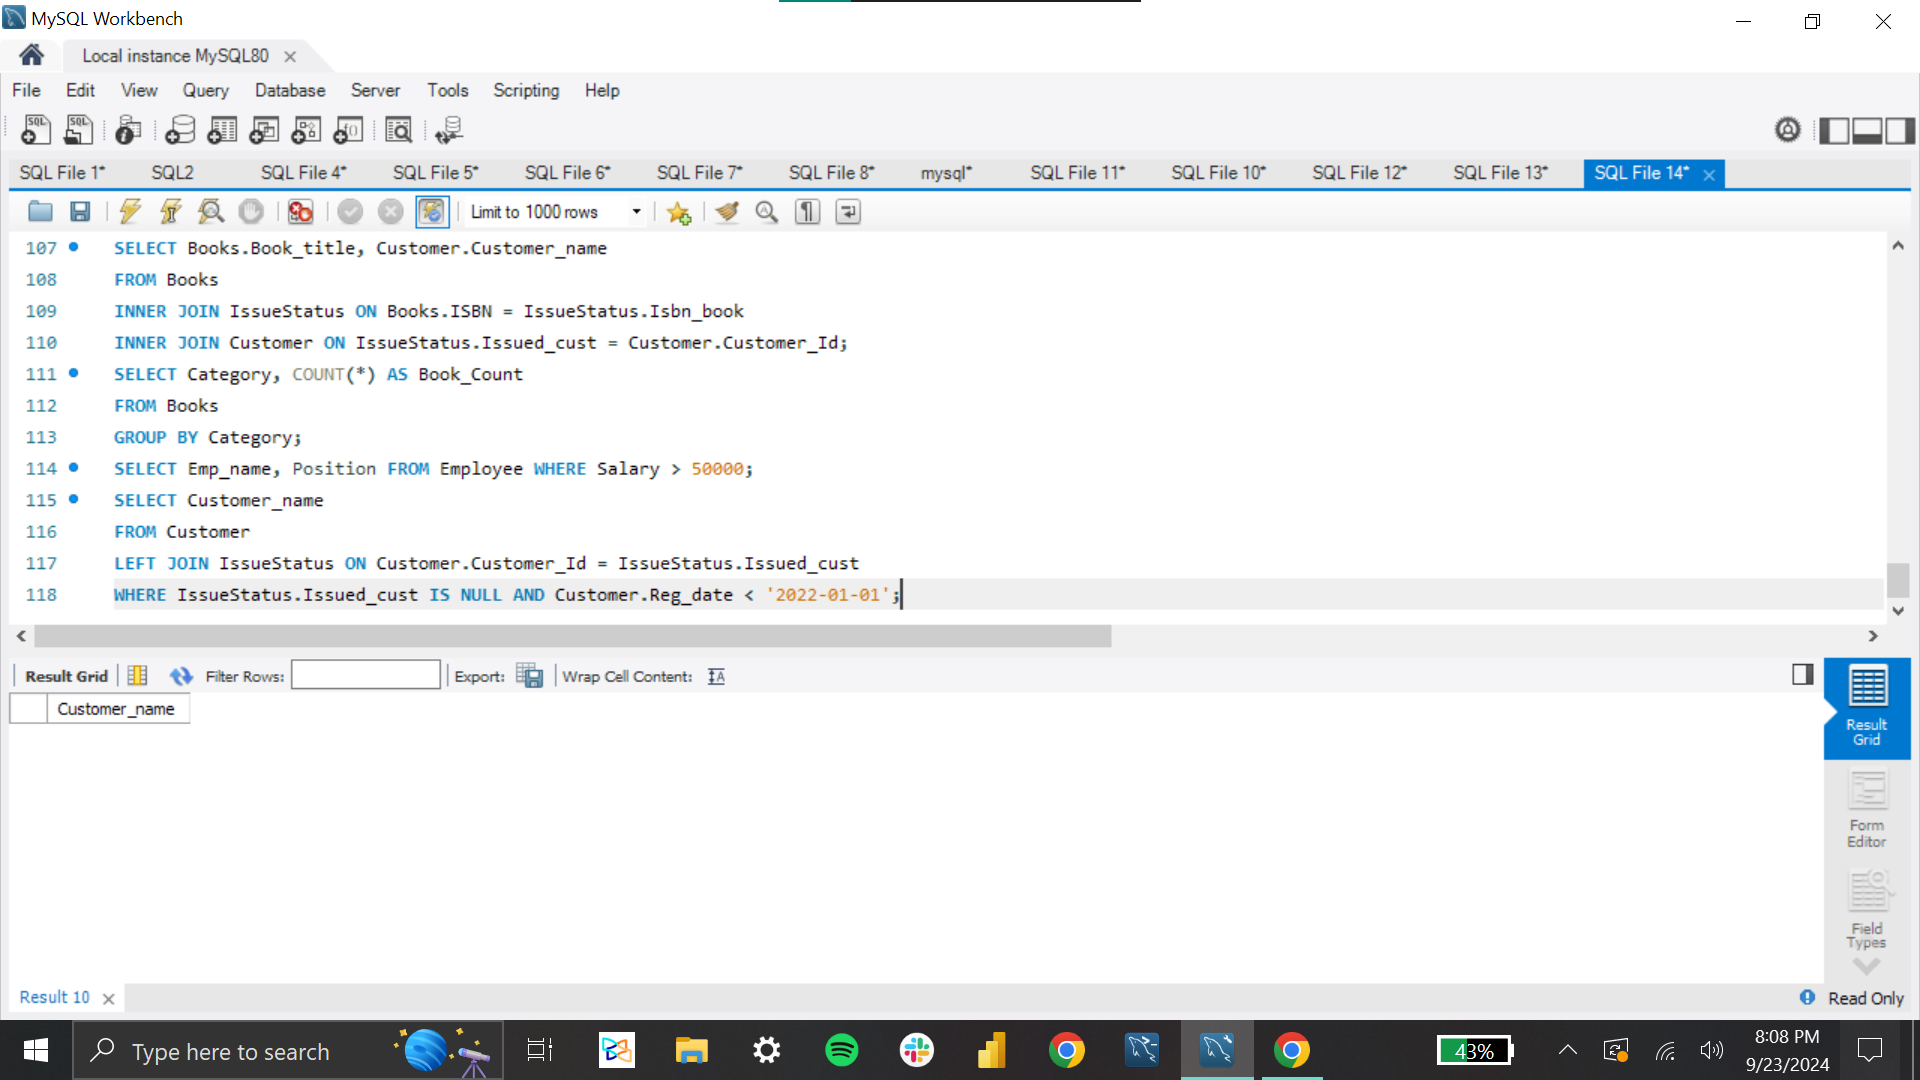 MySQL Workbench
Local instance MySQL80
File Edit View Query Database Server Tools Scripting Help
SQL File 1* SQL2 SQL File 4* SQL File 5* SQL File 6* SQL File 7* SQL File 8* mysql* SQL File 11* SQL File 10* SQL File 12* SQL File 13* SQL File 14*
Limit to 1000 rows
107 SELECT Books.Book_title, Customer.Customer_name
108 FROM Books
109 INNER JOIN IssueStatus ON Books.ISBN = IssueStatus.Isbn_book
110 INNER JOIN Customer ON IssueStatus.Issued_cust = Customer.Customer_Id;
111 SELECT Category, COUNT(*) AS Book_Count
112 FROM Books
113 GROUP BY Category;
114 SELECT Emp_name, Position FROM Employee WHERE Salary > 50000;
115 SELECT Customer_name
116 FROM Customer
117 LEFT JOIN IssueStatus ON Customer.Customer_Id = IssueStatus.Issued_cust
118 WHERE IssueStatus.Issued_cust IS NULL AND Customer.Reg_date < '2022-01-01';
Result Grid Filter Rows: Export: Wrap Cell Content:
Customer_name
Result
Grid
Form
Editor
Field
Types
Result 10
Read Only
Type here to search
43%
8:08 PM
9/23/2024